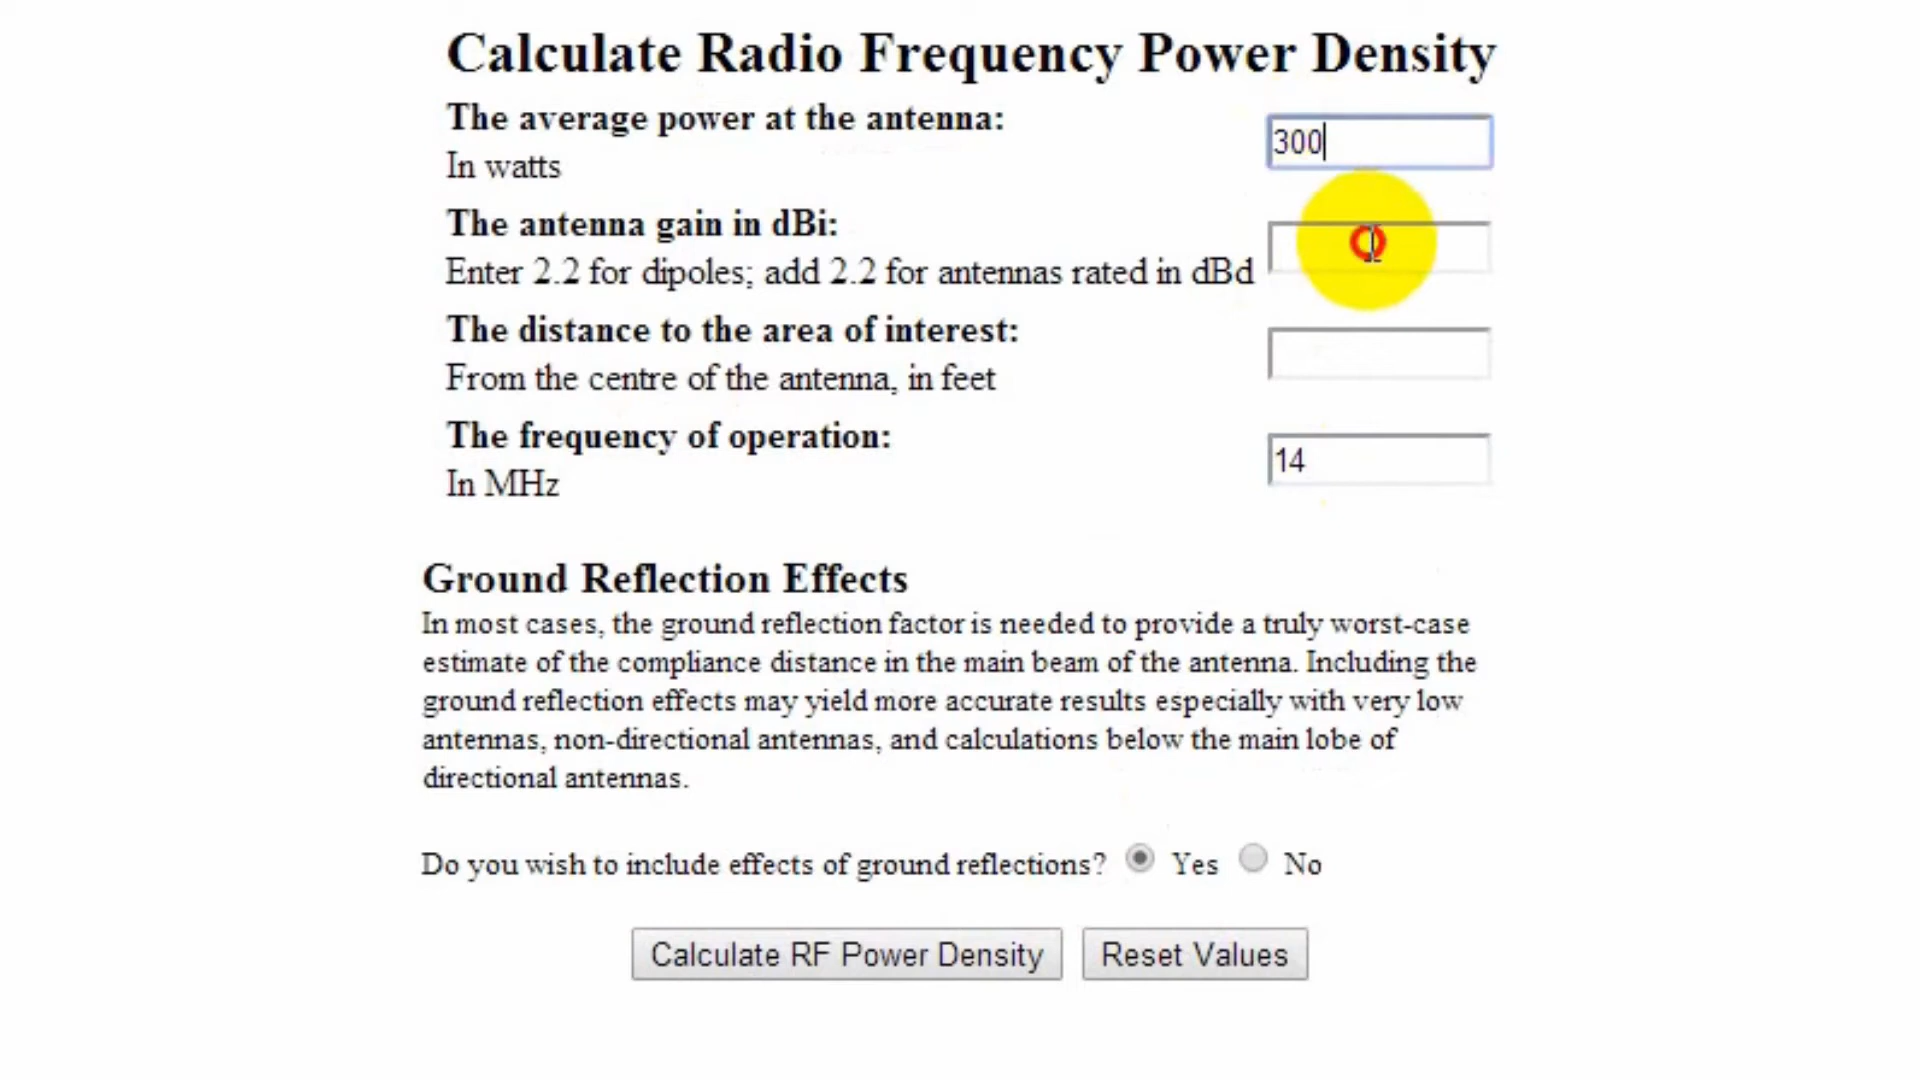 Calculate Radio Frequency Power Density
The average power at the antenna:
In watts
300
The antenna gain in dBi:
Enter 2.2 for dipoles; add 2.2 for antennas rated in dBd
The distance to the area of interest:
From the centre of the antenna, in feet
The frequency of operation:
In MHz
14
Ground Reflection Effects
In most cases, the ground reflection factor is needed to provide a truly worst-case
estimate of the compliance distance in the main beam of the antenna. Including the
ground reflection effects may yield more accurate results especially with very low
antennas, non-directional antennas, and calculations below the main lobe of
directional antennas.
Do you wish to include effects of ground reflections? Yes No
Calculate RF Power Density Reset Values